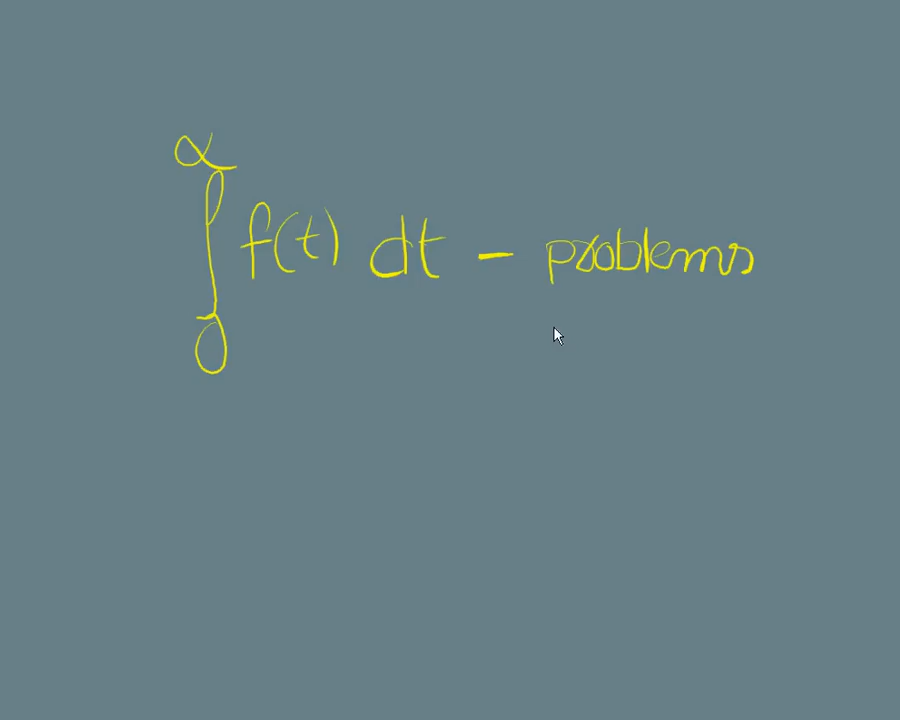 ∫₀^α f(t) dt – problems